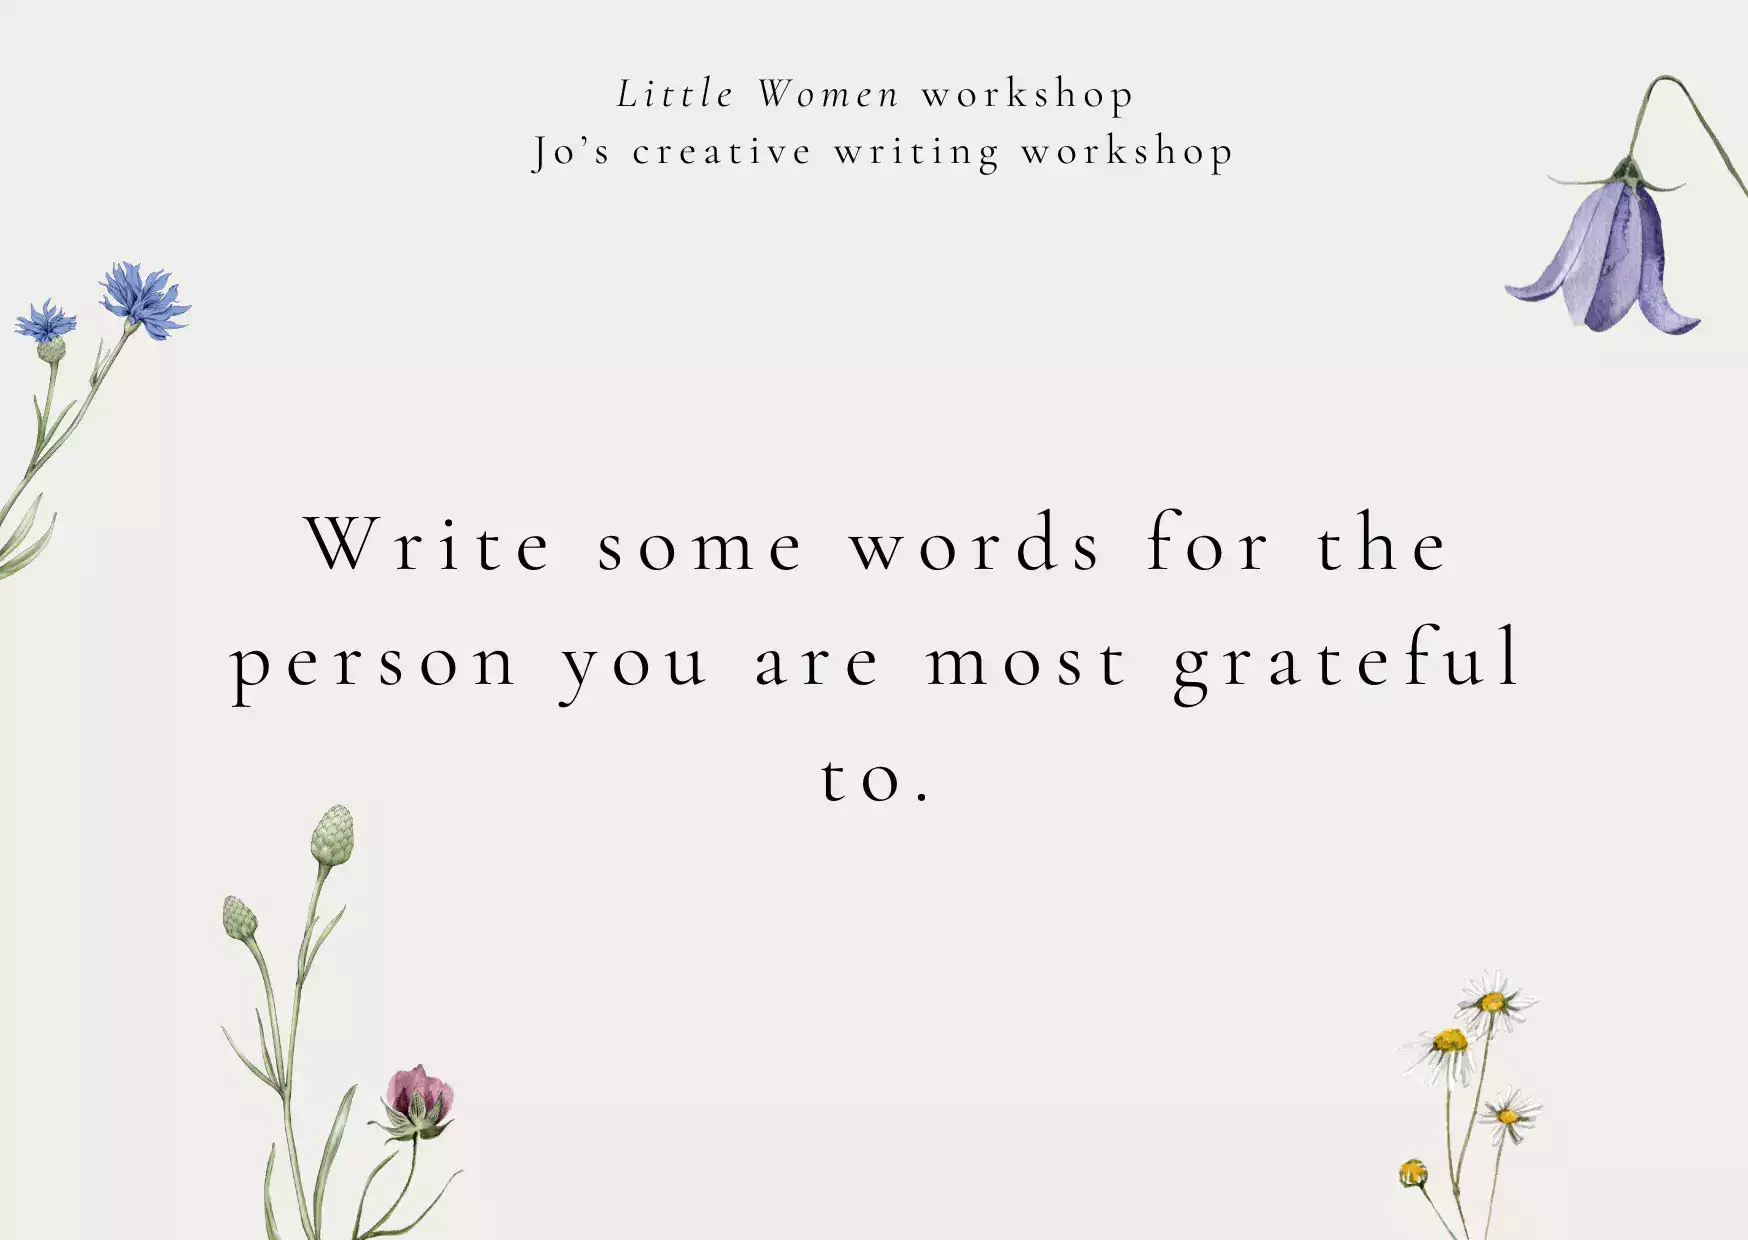 Little Women workshop
Jo’s creative writing workshop
Write some words for the
person you are most grateful
to.